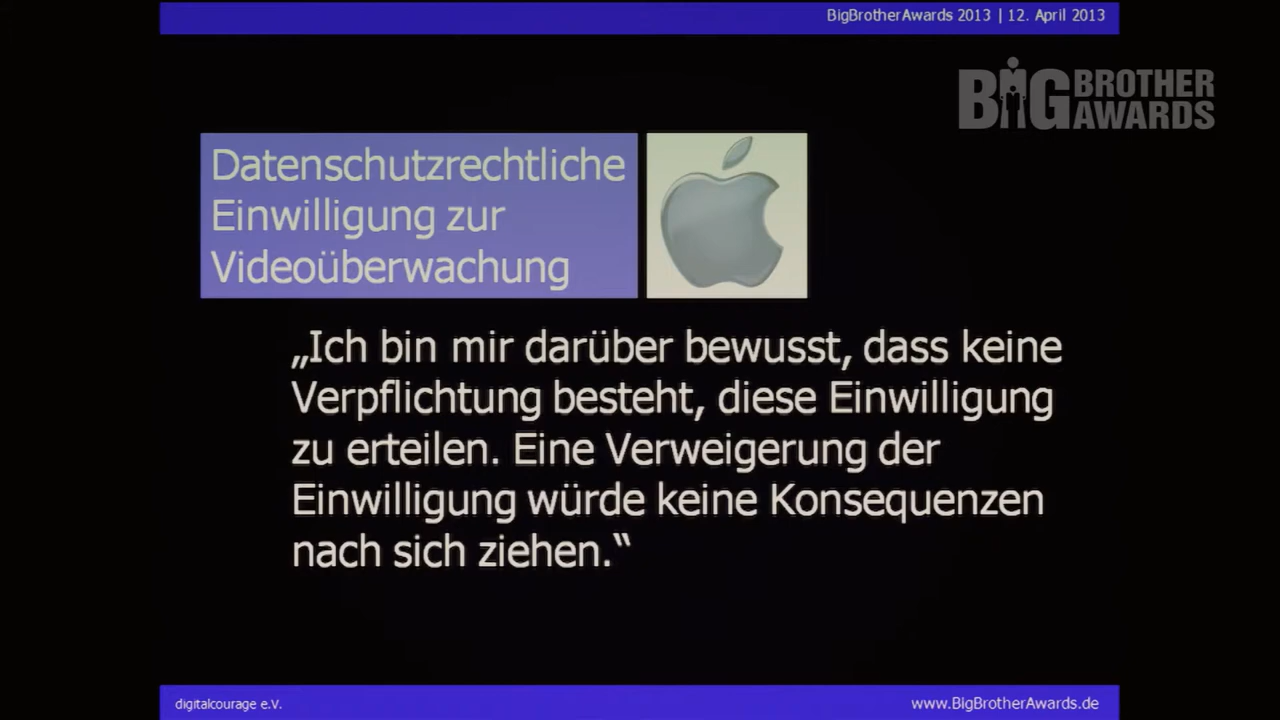 BigBrotherAwards 2013 | 12. April 2013
BIG BROTHER
AWARDS
Datenschutzrechtliche
Einwilligung zur
Videoüberwachung
„Ich bin mir darüber bewusst, dass keine
Verpflichtung besteht, diese Einwilligung
zu erteilen. Eine Verweigerung der
Einwilligung würde keine Konsequenzen
nach sich ziehen.“
digitalcourage e.V.
www.BigBrotherAwards.de